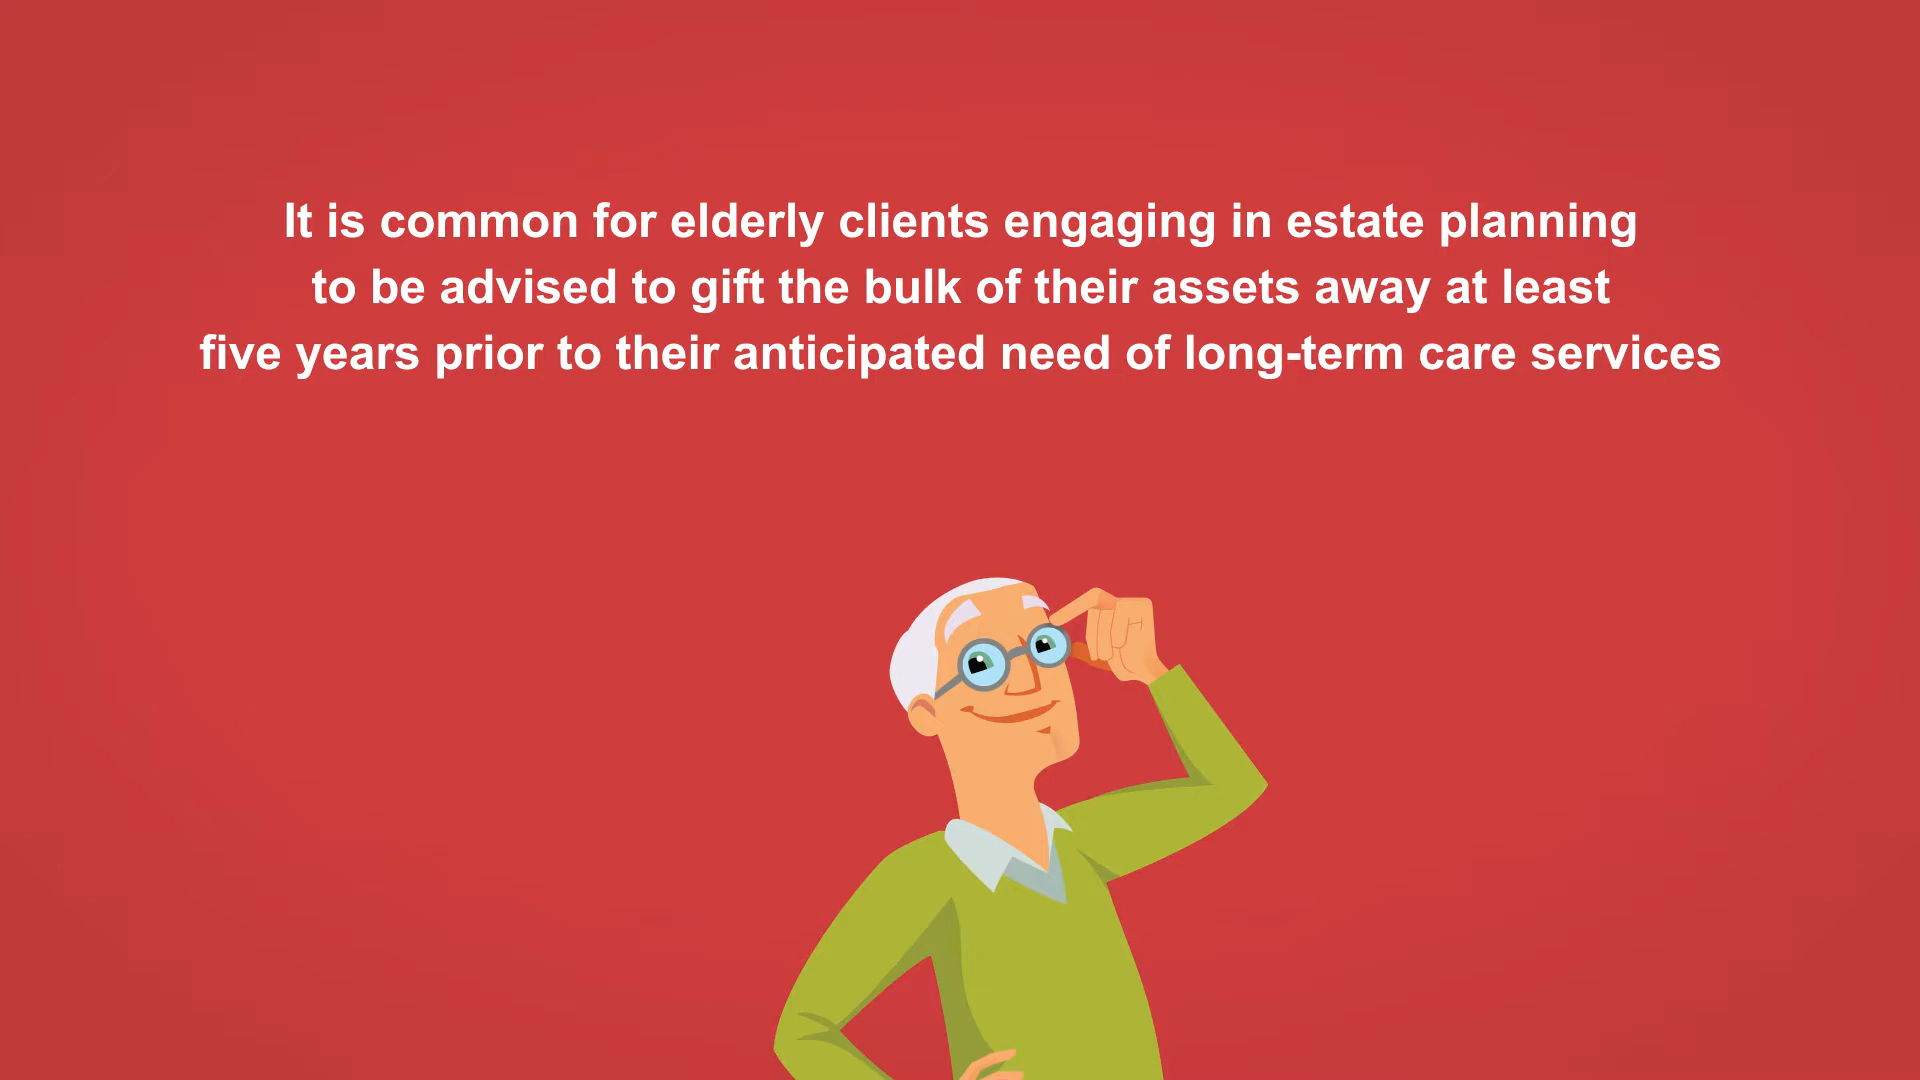 It is common for elderly clients engaging in estate planning
to be advised to gift the bulk of their assets away at least
five years prior to their anticipated need of long-term care services